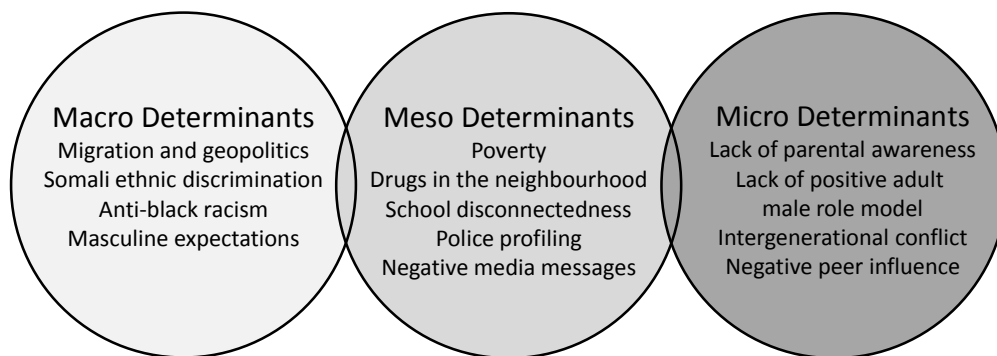 Macro Determinants
Migration and geopolitics
Somali ethnic discrimination
Anti-black racism
Masculine expectations
Meso Determinants
Poverty
Drugs in the neighbourhood
School disconnectedness
Police profiling
Negative media messages
Micro Determinants
Lack of parental awareness
Lack of positive adult
male role model
Intergenerational conflict
Negative peer influence